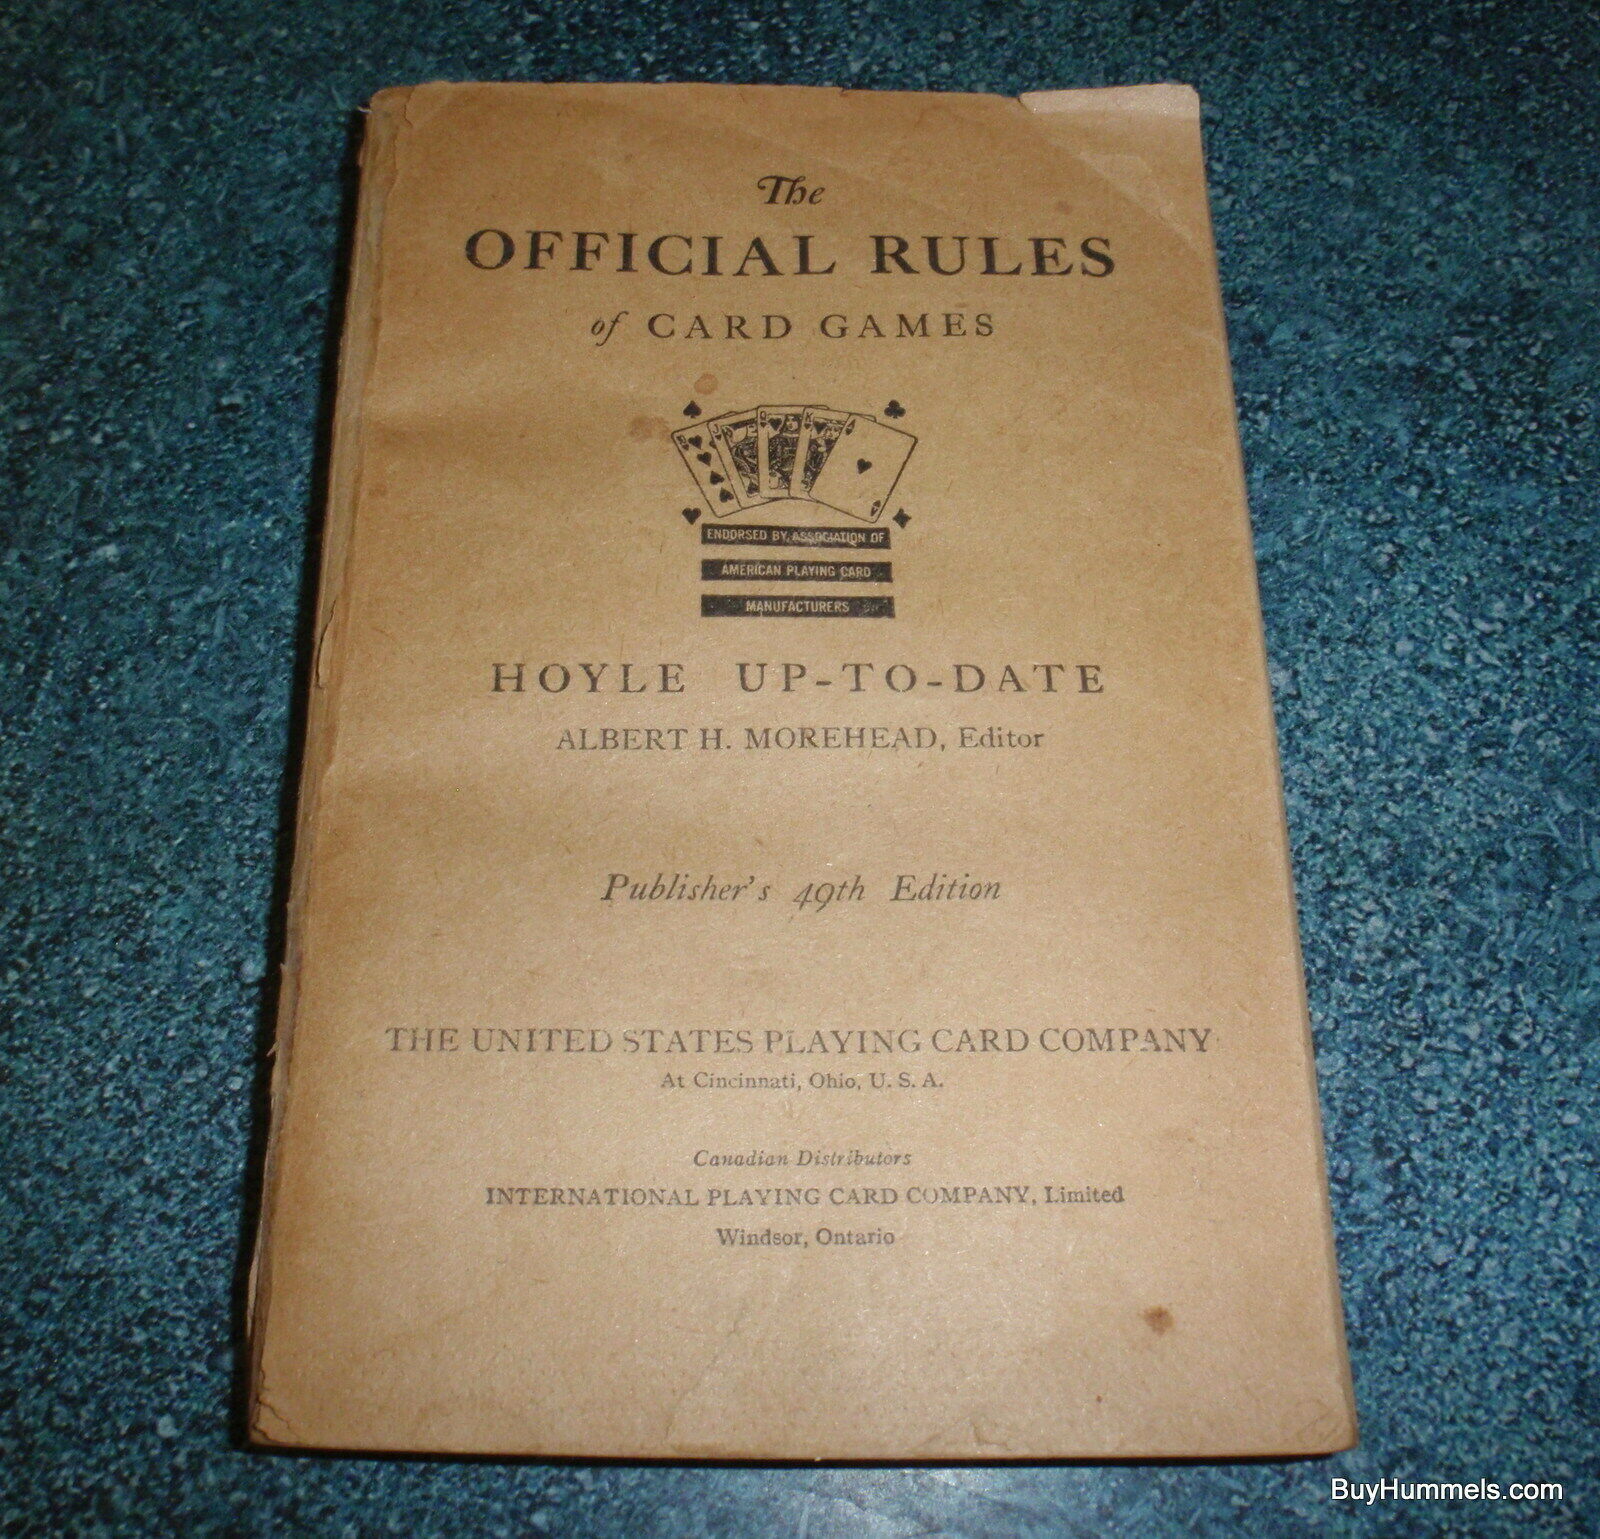 The
OFFICIAL RULES
of CARD GAMES
ENDORSED BY ASSOCIATION OF
AMERICAN PLAYING CARD
MANUFACTURERS
HOYLE UP-TO-DATE
ALBERT H. MOREHEAD, Editor
Publisher's 49th Edition
THE UNITED STATES PLAYING CARD COMPANY
At Cincinnati, Ohio, U. S. A.
Canadian Distributors
INTERNATIONAL PLAYING CARD COMPANY, Limited
Windsor, Ontario
BuyHummels.com